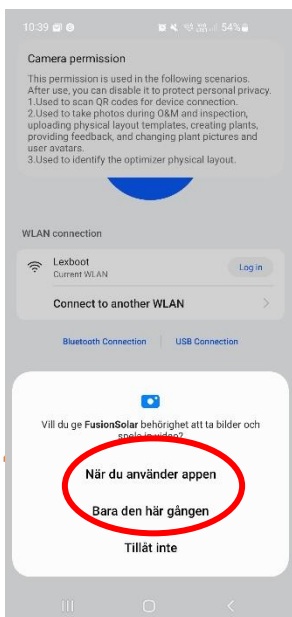 10:39 54%
Camera permission
This permission is used in the following scenarios.
After use, you can disable it to protect personal privacy.
1.Used to scan QR codes for device connection.
2.Used to take photos during O&M and inspection,
uploading physical layout templates, creating plants,
providing feedback, and changing plant pictures and
user avatars.
3.Used to identify the optimizer physical layout.
WLAN connection
Lexboot
Current WLAN
Log in
Connect to another WLAN
Bluetooth Connection
USB Connection
Vill du ge FusionSolar behörighet att ta bilder och
spela in video?
När du använder appen
Bara den här gången
Tillåt inte